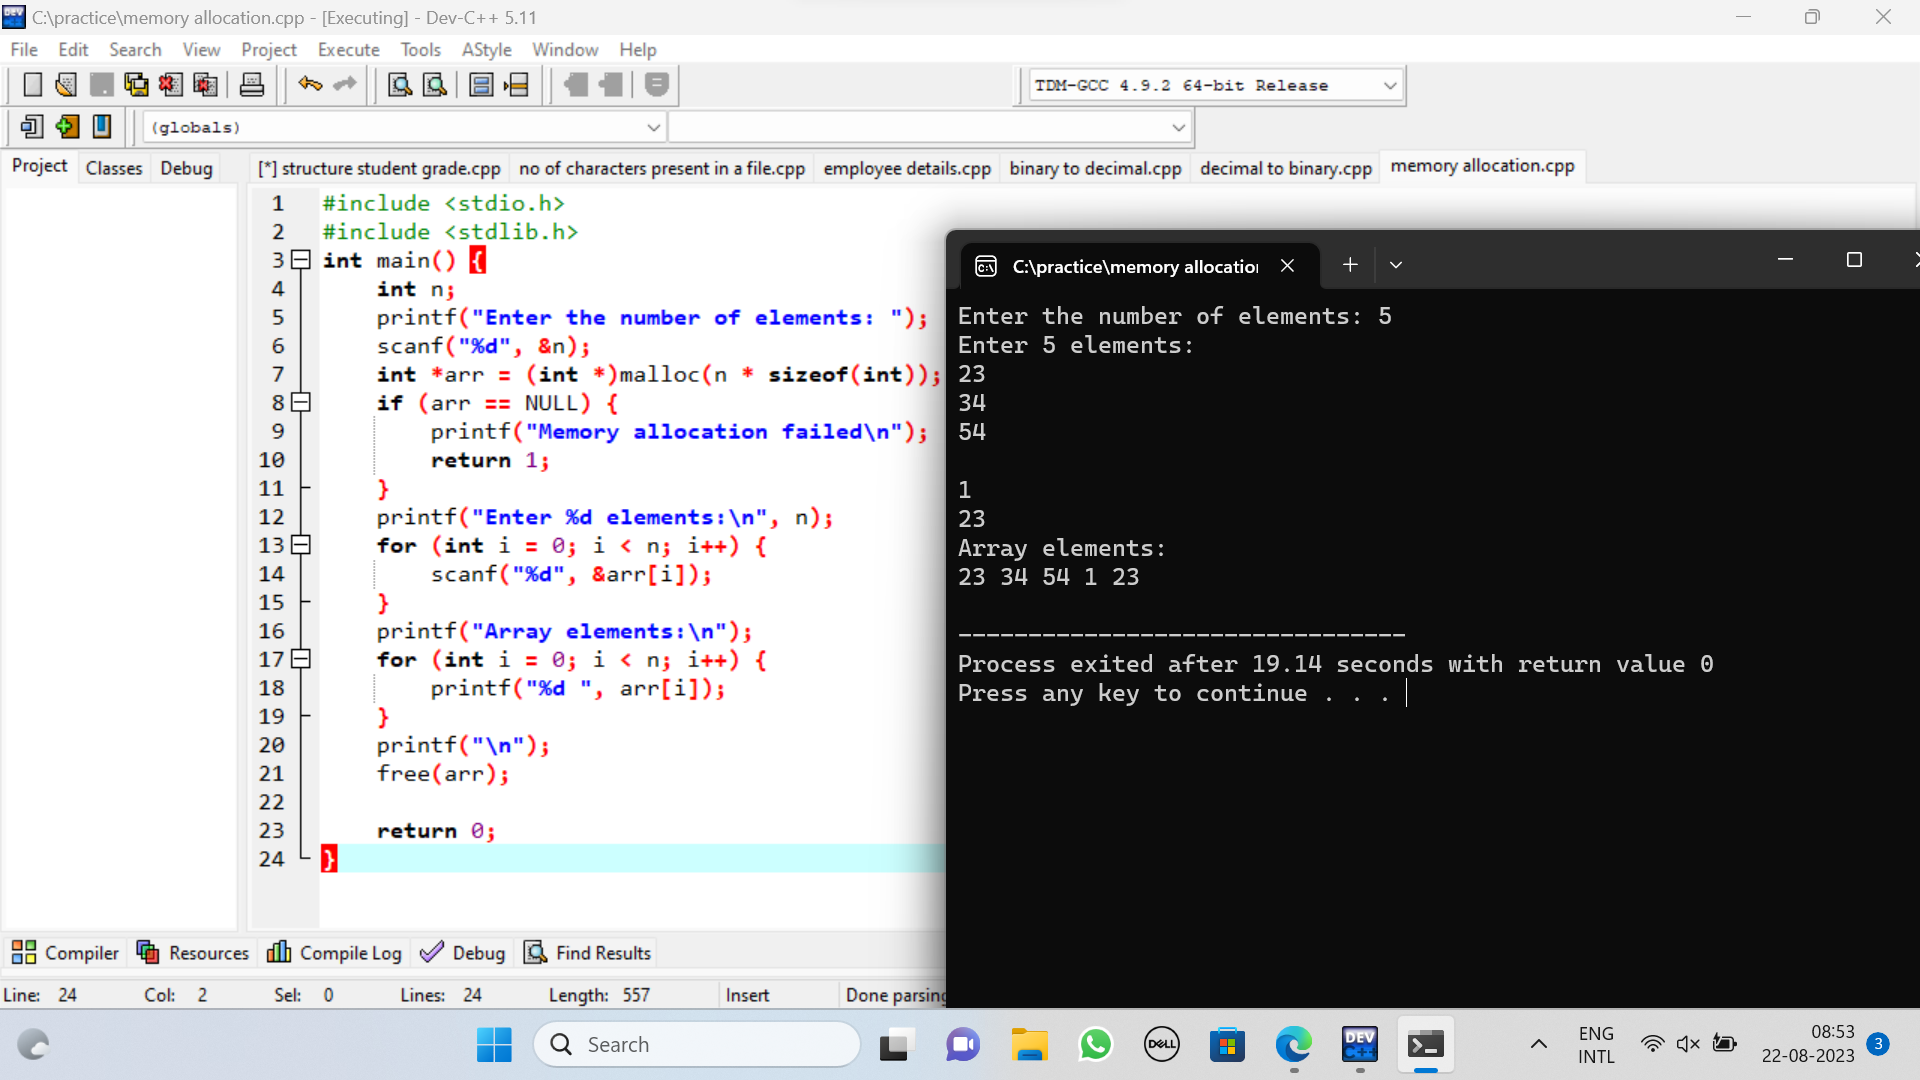 C:\practice\memory allocation.cpp - [Executing] - Dev-C++ 5.11
File Edit Search View Project Execute Tools AStyle Window Help
TDM-GCC 4.9.2 64-bit Release
(globals)
Project Classes Debug
[*] structure student grade.cpp no of characters present in a file.cpp employee details.cpp binary to decimal.cpp decimal to binary.cpp memory allocation.cpp
1 #include <stdio.h>
2 #include <stdlib.h>
3 int main() {
4 int n;
5 printf("Enter the number of elements: ");
6 scanf("%d", &n);
7 int *arr = (int *)malloc(n * sizeof(int));
8 if (arr == NULL) {
9 printf("Memory allocation failed\n");
10 return 1;
11 }
12 printf("Enter %d elements:\n", n);
13 for (int i = 0; i < n; i++) {
14 scanf("%d", &arr[i]);
15 }
16 printf("Array elements:\n");
17 for (int i = 0; i < n; i++) {
18 printf("%d ", arr[i]);
19 }
20 printf("\n");
21 free(arr);
22
23 return 0;
24 }
C:\practice\memory allocation
Enter the number of elements: 5
Enter 5 elements:
23
34
54
1
23
Array elements:
23 34 54 1 23
--------------------------------
Process exited after 19.14 seconds with return value 0
Press any key to continue . . .
Compiler Resources Compile Log Debug Find Results
Line: 24 Col: 2 Sel: 0 Lines: 24 Length: 557 Insert Done parsing
Search
DELL
DEV
C++
ENG
INTL
08:53
22-08-2023
3